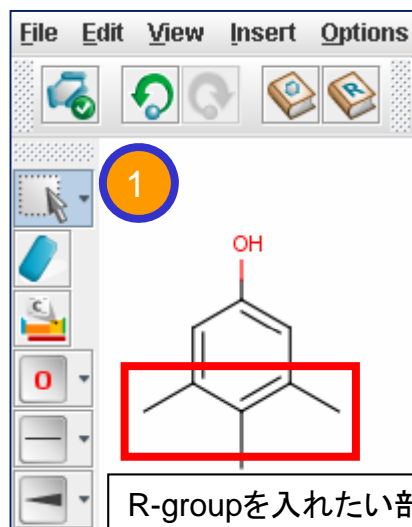 File Edit View Insert Options
R
1
OH
C
O
R-groupを入れたい部